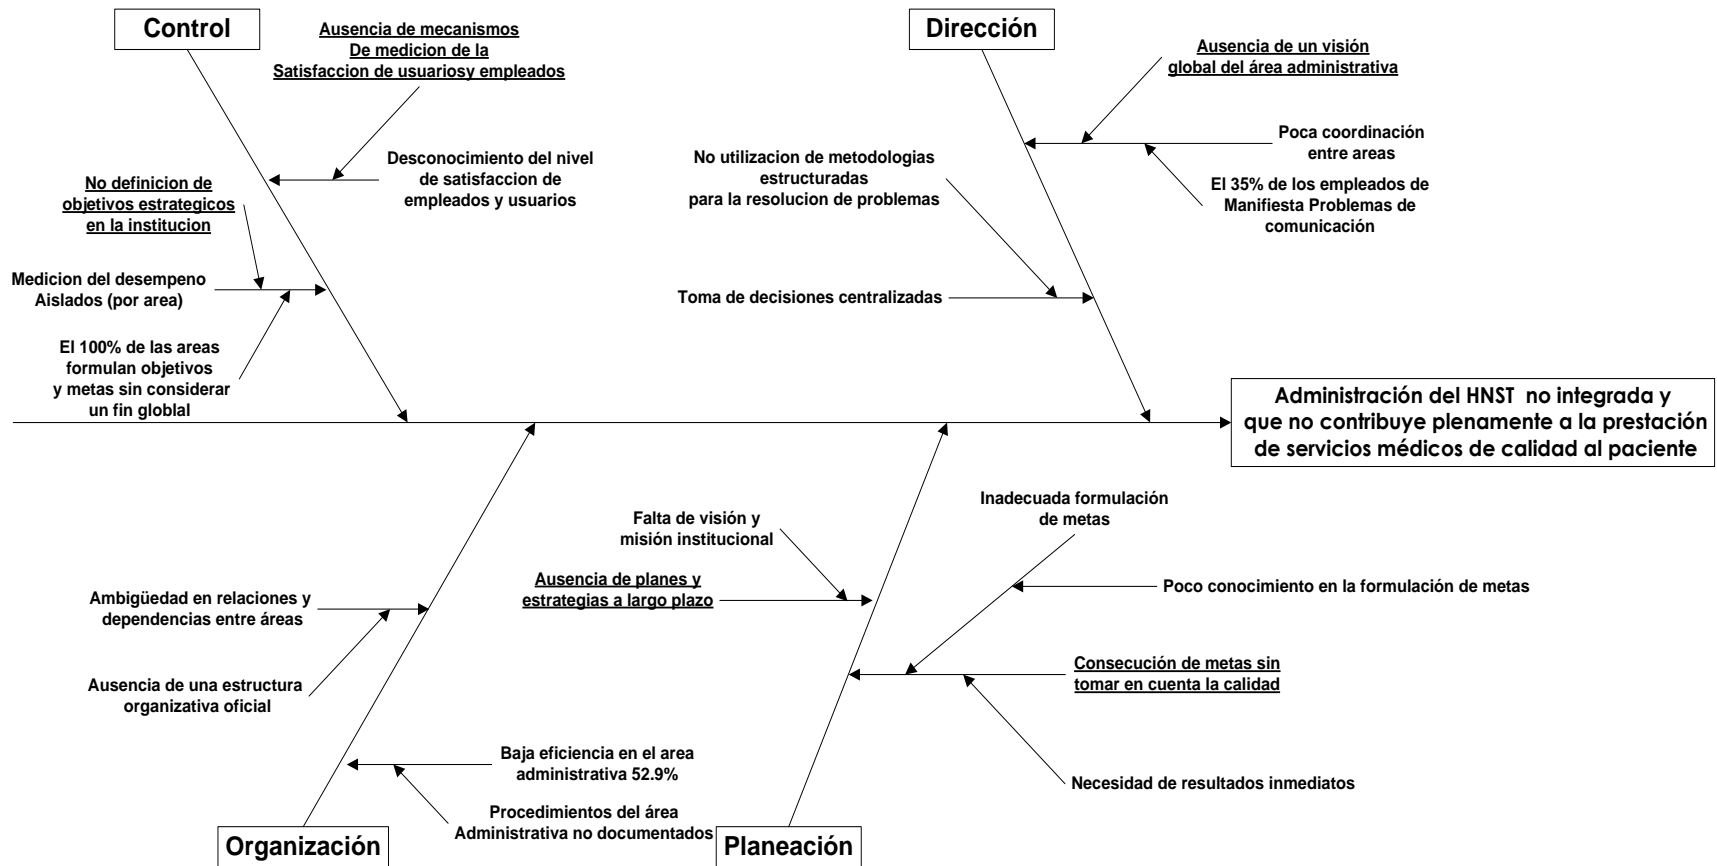 Control
Ausencia de mecanismos
De medicion de la
Satisfaccion de usuariosy empleados
Desconocimiento del nivel
de satisfaccion de
empleados y usuarios
No definicion de
objetivos estrategicos
en la institucion
Medicion del desempeno
Aislados (por area)
El 100% de las areas
formulan objetivos
y metas sin considerar
un fin globlal
Dirección
Ausencia de un visión
global del área administrativa
Poca coordinación
entre areas
El 35% de los empleados de
Manifiesta Problemas de
comunicación
No utilizacion de metodologias
estructuradas
para la resolucion de problemas
Toma de decisiones centralizadas
Administración del HNST no integrada y
que no contribuye plenamente a la prestación
de servicios médicos de calidad al paciente
Ambigüedad en relaciones y
dependencias entre áreas
Ausencia de una estructura
organizativa oficial
Baja eficiencia en el area
administrativa 52.9%
Procedimientos del área
Administrativa no documentados
Organización
Falta de visión y
misión institucional
Ausencia de planes y
estrategias a largo plazo
Inadecuada formulación
de metas
Poco conocimiento en la formulación de metas
Consecución de metas sin
tomar en cuenta la calidad
Necesidad de resultados inmediatos
Planeación